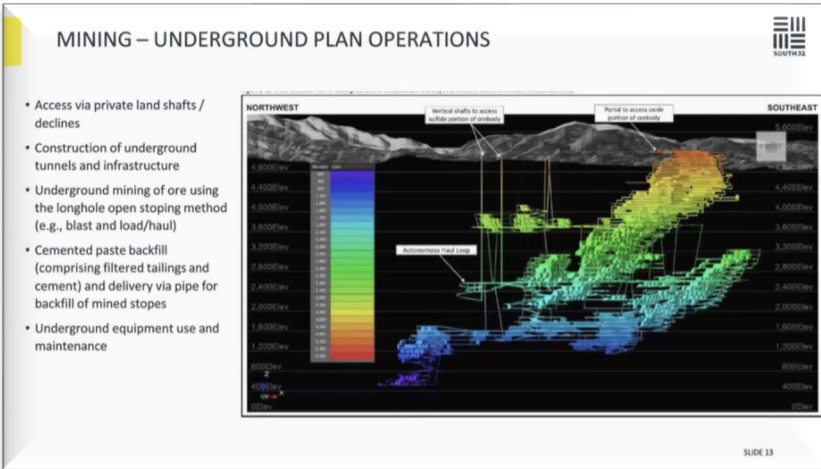 MINING – UNDERGROUND PLAN OPERATIONS
SOUTH32
• Access via private land shafts /
declines
• Construction of underground
tunnels and infrastructure
• Underground mining of ore using
the longhole open stoping method
(e.g., blast and load/haul)
• Cemented paste backfill
(comprising filtered tailings and
cement) and delivery via pipe for
backfill of mined stopes
• Underground equipment use and
maintenance
NORTHWEST
Vertical shafts to access
sulfide portion of orebody
Portal to access oxide
portion of orebody
SOUTHEAST
5,600Elev
4,800Elev
4,400Elev
4,000Elev
3,600Elev
3,200Elev
2,800Elev
2,400Elev
2,000Elev
1,600Elev
1,200Elev
800Elev
400Elev
0Elev
Autonomous Haul Loop
3,600Elev
3,200Elev
2,800Elev
2,400Elev
2,000Elev
1,600Elev
1,200Elev
800Elev
400Elev
0Elev
Z
X
SLIDE 13